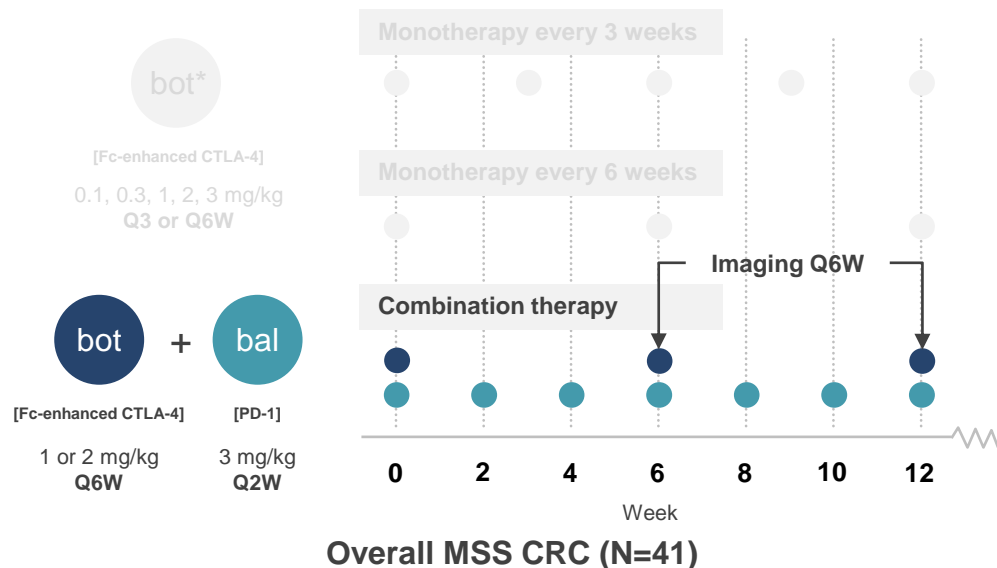 Monotherapy every 3 weeks
bot*
[Fc-enhanced CTLA-4]
0.1, 0.3, 1, 2, 3 mg/kg
Q3 or Q6W
Monotherapy every 6 weeks
Imaging Q6W
Combination therapy
bot + bal
[Fc-enhanced CTLA-4] [PD-1]
1 or 2 mg/kg 3 mg/kg
Q6W Q2W
0 2 4 6 8 10 12
Week
Overall MSS CRC (N=41)